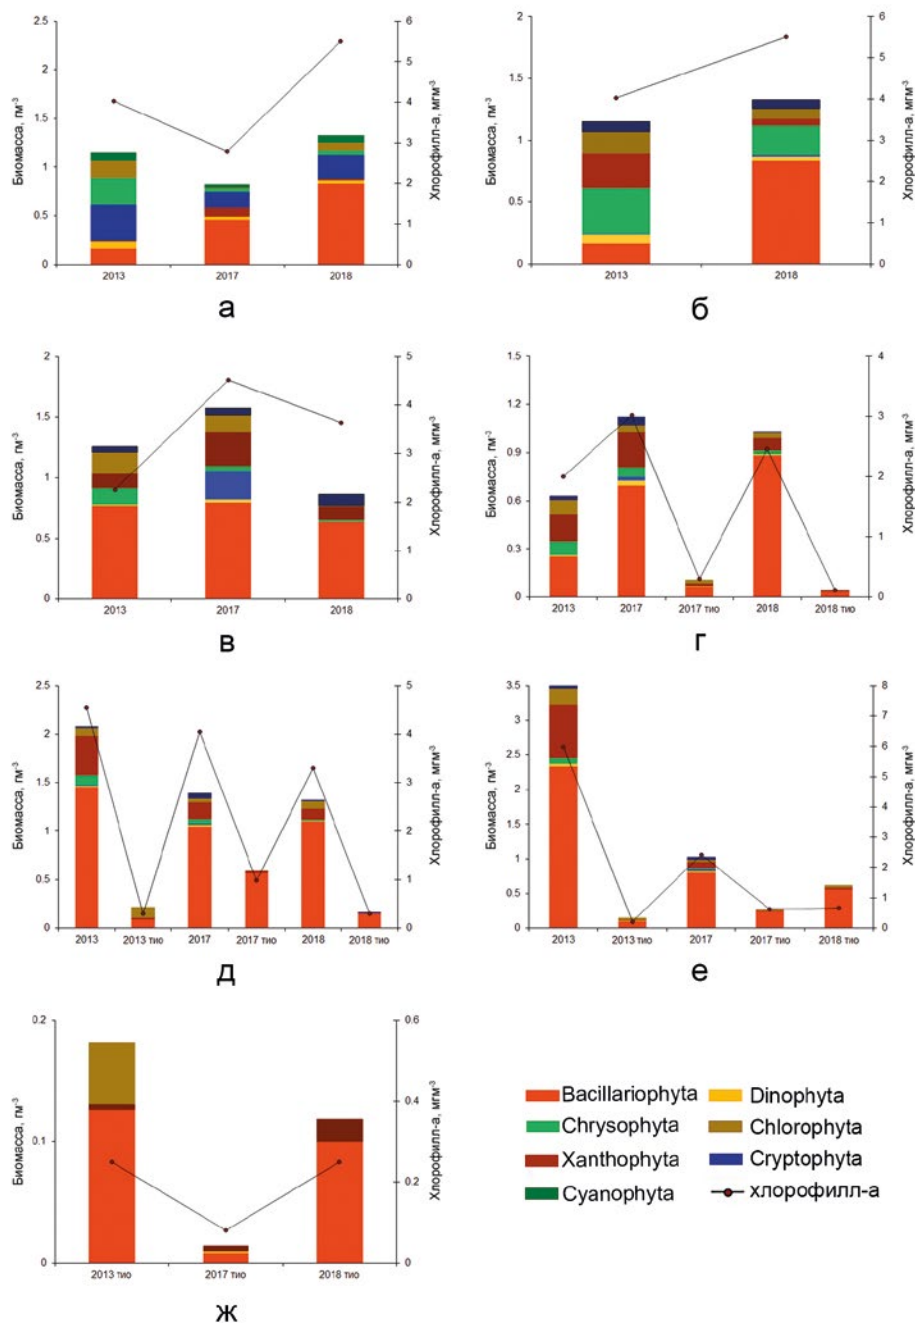 Биомасса, гм⁻³
2.5
2
1.5
1
0.5
0
2013 2017 2018
6
5
4
3
2
1
0
Хлорофилл-а, мгм⁻³
а
Биомасса, гм⁻³
2
1.5
1
0.5
0
2013 2018
6
5
4
3
2
1
0
Хлорофилл-а, мгм⁻³
б
Биомасса, гм⁻³
2
1.5
1
0.5
0
2013 2017 2018
5
4
3
2
1
0
Хлорофилл-а, мгм⁻³
в
Биомасса, гм⁻³
1.5
1.2
0.9
0.6
0.3
0
2013 2017 2017 тио 2018 2018 тио
4
3
2
1
0
Хлорофилл-а, мгм⁻³
г
Биомасса, гм⁻³
2.5
2
1.5
1
0.5
0
2013 2013 тио 2017 2017 тио 2018 2018 тио
5
4
3
2
1
0
Хлорофилл-а, мгм⁻³
д
Биомасса, гм⁻³
3.5
3
2.5
2
1.5
1
0.5
0
2013 2013 тио 2017 2017 тио 2018 тио
8
7
6
5
4
3
2
1
0
Хлорофилл-а, мгм⁻³
е
Биомасса, гм⁻³
0.2
0.1
0
2013 тио 2017 тио 2018 тио
0.6
0.4
0.2
0
Хлорофилл-а, мгм⁻³
ж
Bacillariophyta Dinophyta
Chrysophyta Chlorophyta
Xanthophyta Cryptophyta
Cyanophyta хлорофилл-а